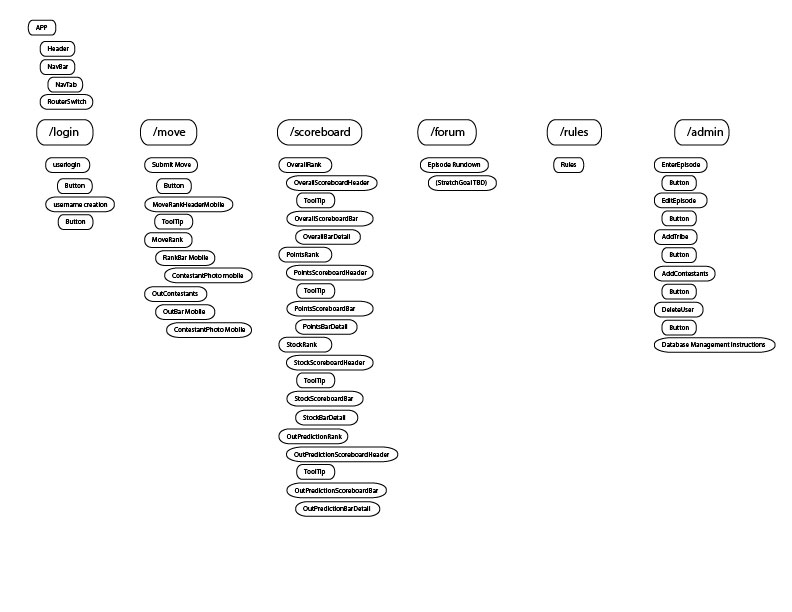 APP
Header
NavBar
NavTab
RouterSwitch
/login
userlogin
Button
username creation
Button
/move
Submit Move
Button
MoveRankHeaderMobile
ToolTip
MoveRank
RankBar Mobile
ContestantPhoto mobile
OutContestants
OutBar Mobile
ContestantPhoto Mobile
/scoreboard
OverallRank
OverallScoreboardHeader
ToolTip
OverallScoreboardBar
OverallBarDetail
PointsRank
PointsScoreboardHeader
ToolTip
PointsScoreboardBar
PointsBarDetail
StockRank
StockScoreboardHeader
ToolTip
StockScoreboardBar
StockBarDetail
OutPredictionRank
OutPredictionScoreboardHeader
ToolTip
OutPredictionScoreboardBar
OutPredictionBarDetail
/forum
Episode Rundown
(StretchGoal TBD)
/rules
Rules
/admin
EnterEpisode
Button
EditEpisode
Button
AddTribe
Button
AddContestants
Button
DeleteUser
Button
Database Management Instructions